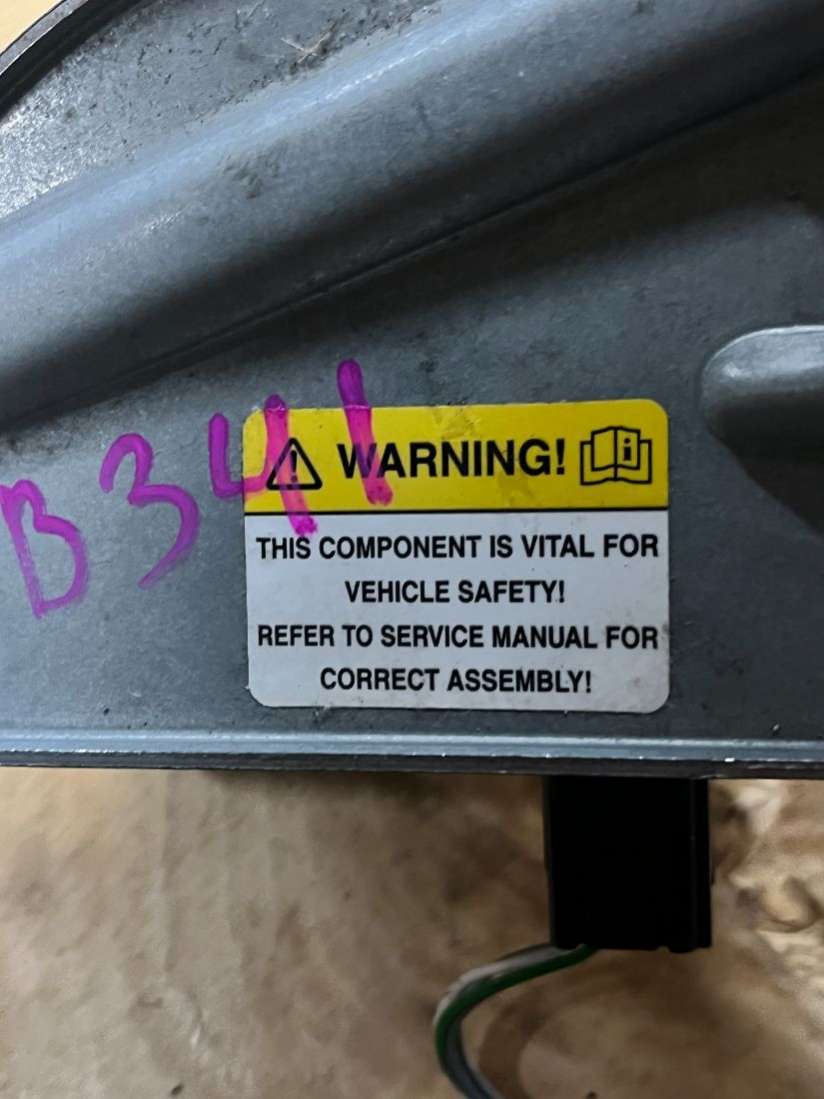 B341
WARNING!
THIS COMPONENT IS VITAL FOR
VEHICLE SAFETY!
REFER TO SERVICE MANUAL FOR
CORRECT ASSEMBLY!